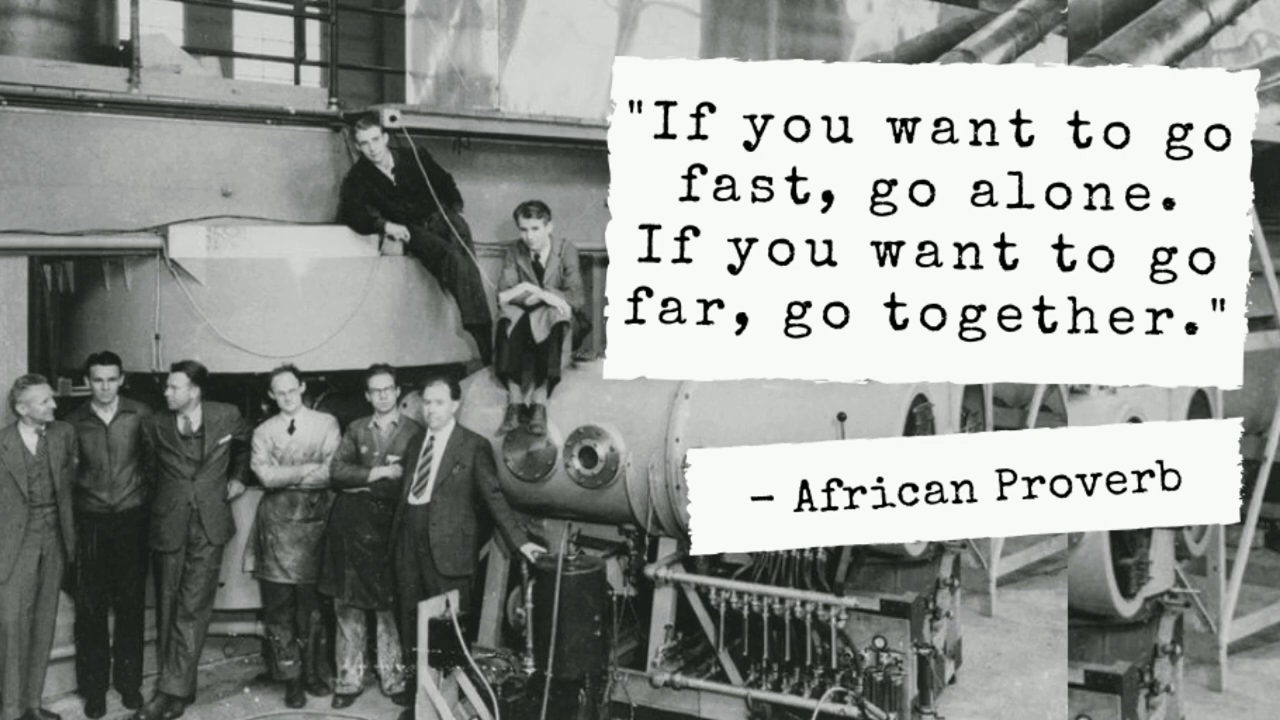 "If you want to go
fast, go alone.
If you want to go
far, go together."
– African Proverb